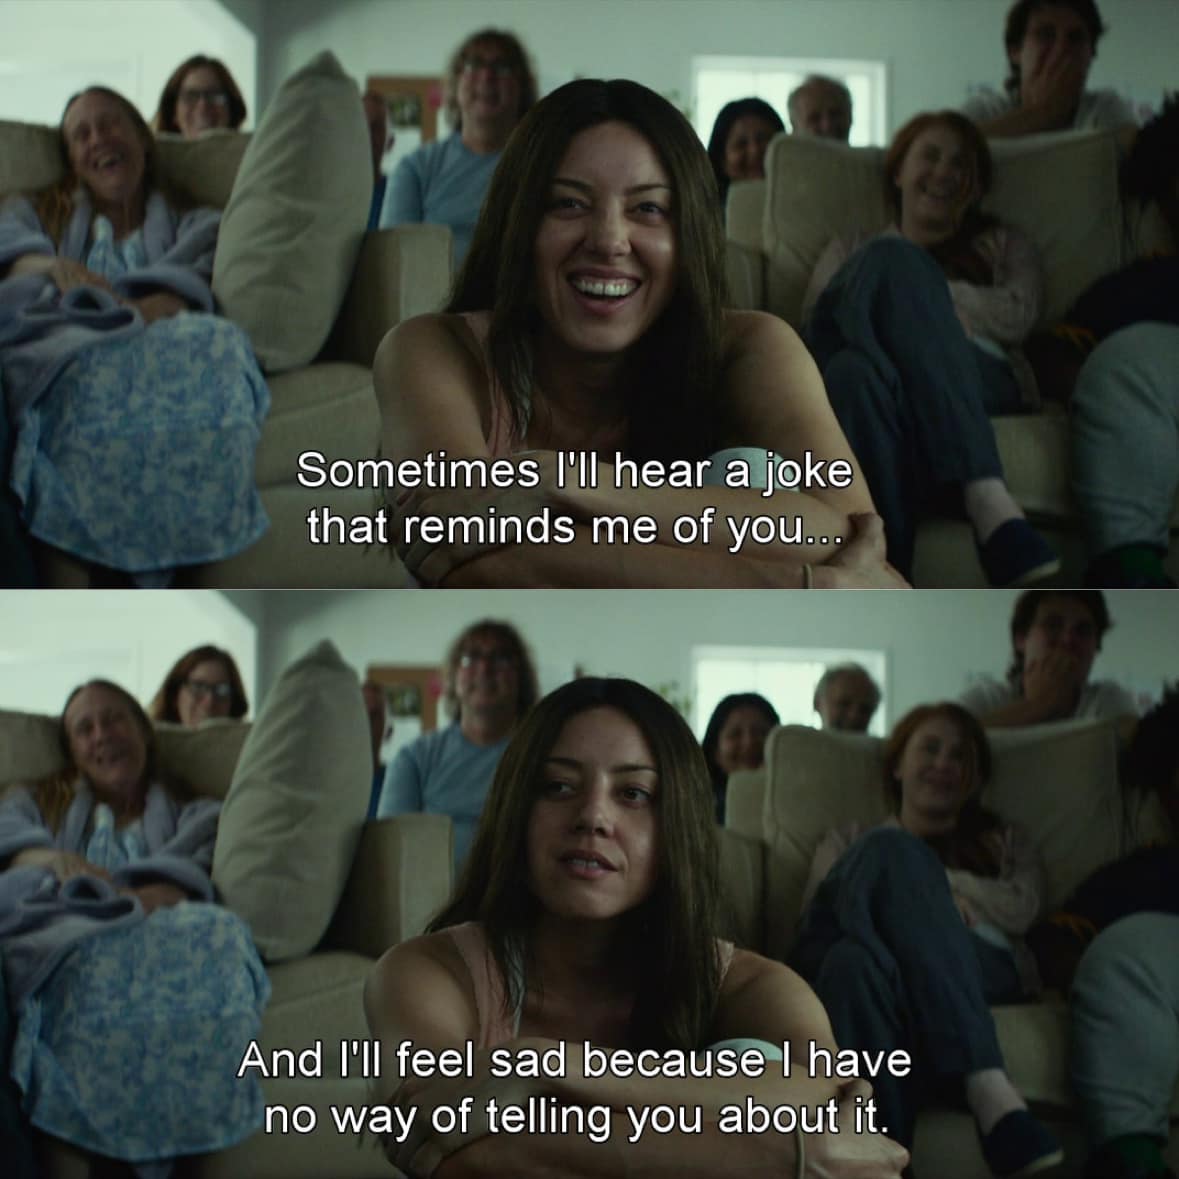 Sometimes I'll hear a joke
that reminds me of you...
And I'll feel sad because I have
no way of telling you about it.